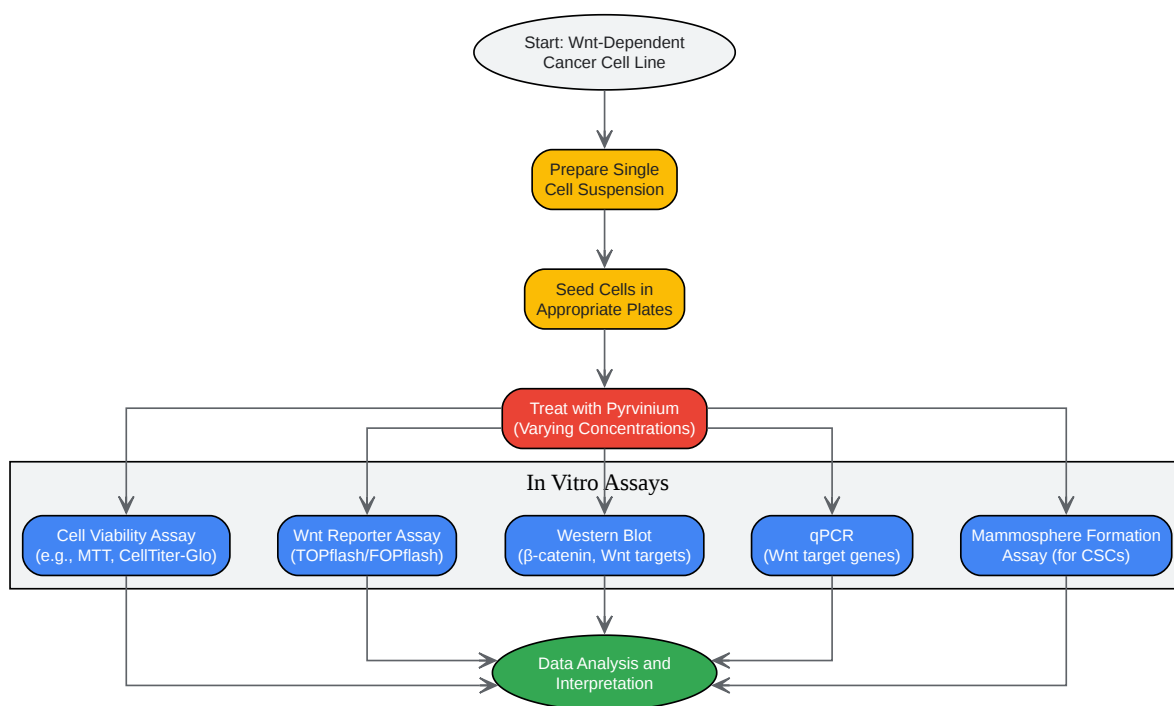 Start: Wnt-Dependent
Cancer Cell Line
Prepare Single
Cell Suspension
Seed Cells in
Appropriate Plates
Treat with Pyrvinium
(Varying Concentrations)
In Vitro Assays
Cell Viability Assay
(e.g., MTT, CellTiter-Glo)
Wnt Reporter Assay
(TOPflash/FOPflash)
Western Blot
(β-catenin, Wnt targets)
qPCR
(Wnt target genes)
Mammosphere Formation
Assay (for CSCs)
Data Analysis and
Interpretation